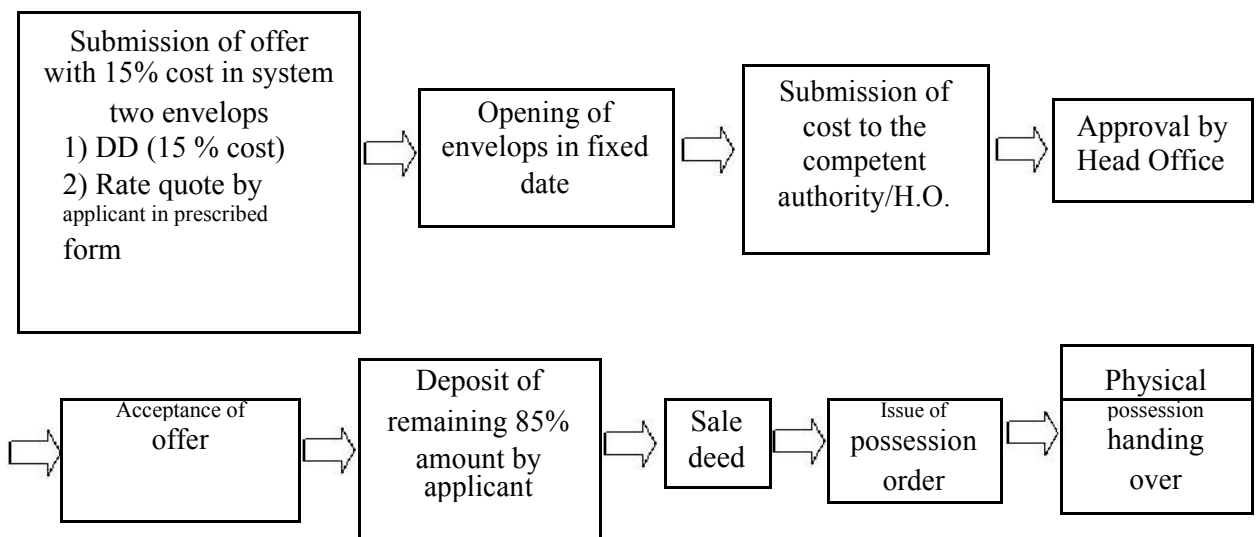 Submission of offer
with 15% cost in system
two envelops
1) DD (15 % cost)
2) Rate quote by
applicant in prescribed
form
Opening of
envelops in fixed
date
Submission of
cost to the
competent
authority/H.O.
Approval by
Head Office
Acceptance of
offer
Deposit of
remaining 85%
amount by
applicant
Sale
deed
Issue of
possession
order
Physical
possession
handing
over